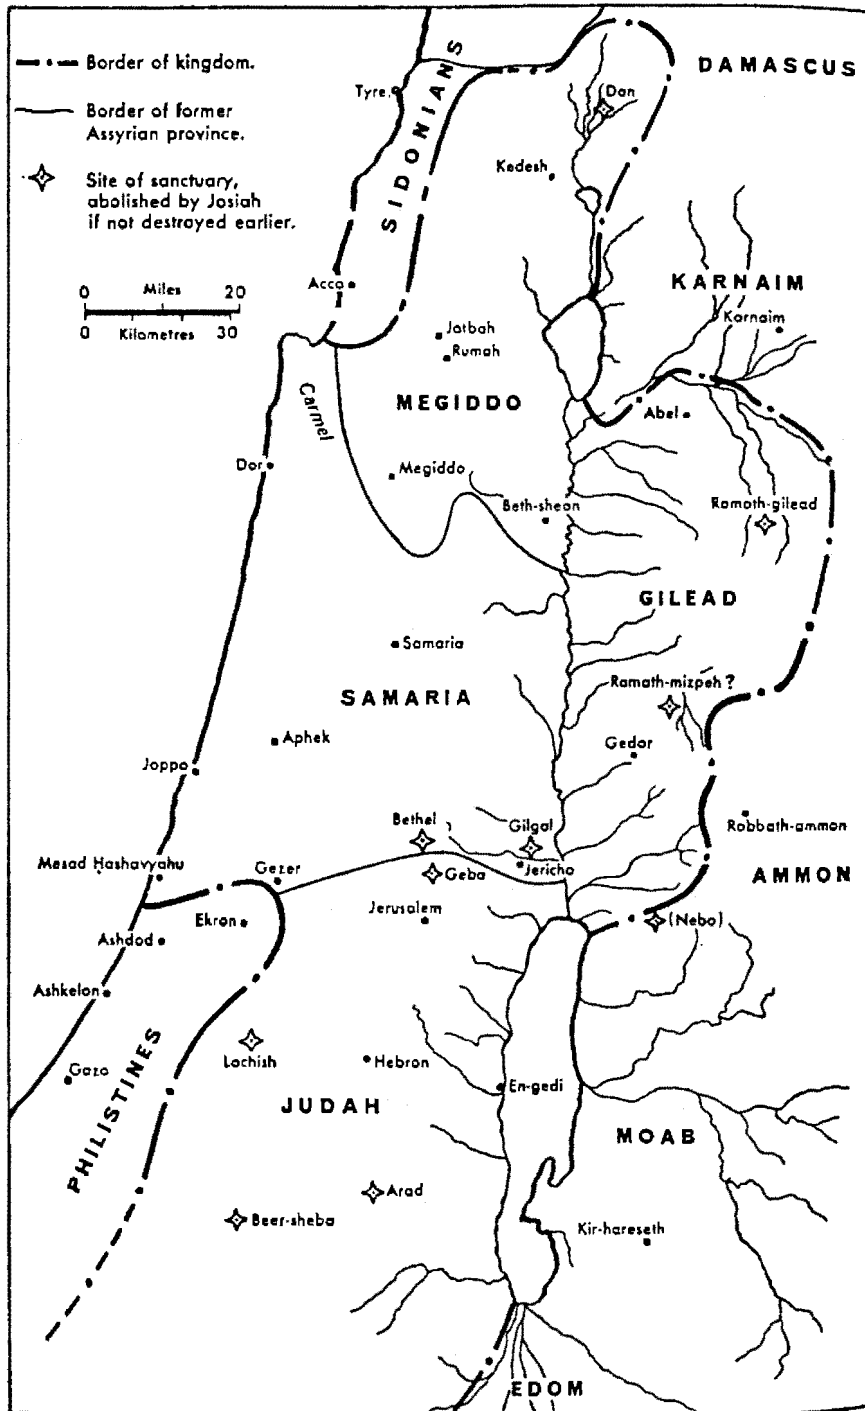 Border of kingdom.
Border of former
Assyrian province.
Site of sanctuary,
abolished by Josiah
if not destrayed earlier.
0 Miles 20
0 Kilometres 30
SIDONIANS
DAMASCUS
Tyre
Dan
Kedesh
Acco
KARNAIM
Karnaim
Jotbah
Rumah
Carmel
MEGIDDO
Abel
Dor
Megiddo
Beth-shean
Ramoth-gilead
GILEAD
Samaria
SAMARIA
Ramath-mizpeh ?
Aphek
Gedor
Joppa
Bethel
Gilgal
Rabbath-ammon
Mesad Hashavyahu
Gezer
Geba
Jericho
AMMON
Ekron
Jerusalem
(Nebo)
Ashdod
Ashkelon
Lachish
Hebron
Gaza
En-gedi
PHILISTINES
JUDAH
MOAB
Arad
Beer-sheba
Kir-hareseth
EDOM